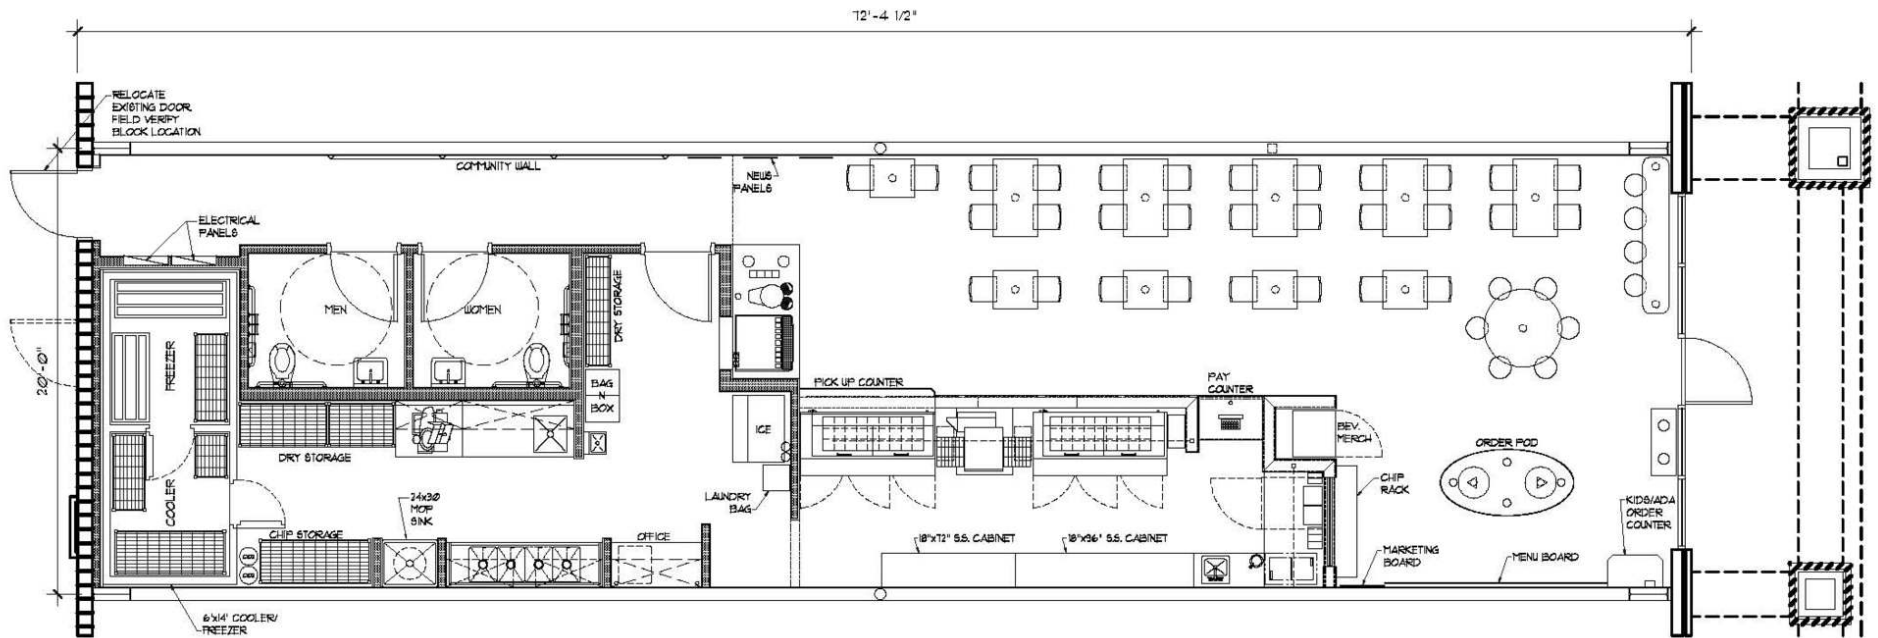 72'-4 1/2"
RELOCATE
EXISTING DOOR.
FIELD VERIFY
BLOCK LOCATION
COMMUNITY WALL
NEWS
PANELS
ELECTRICAL
PANELS
MEN
WOMEN
DRY STORAGE
FREEZER
20'-0"
BAG
N
BOX
PICK UP COUNTER
PAY
COUNTER
ICE
BEV.
MERCH
DRY STORAGE
ORDER POD
COOLER
24x30
MOP
SINK
LAUNDRY
BAG
CHIP
RACK
KIDS/ADA
ORDER
COUNTER
CHIP STORAGE
OFFICE
18"x72" S.S. CABINET
18"x96" S.S. CABINET
MARKETING
BOARD
MENU BOARD
6'x14' COOLER/
FREEZER